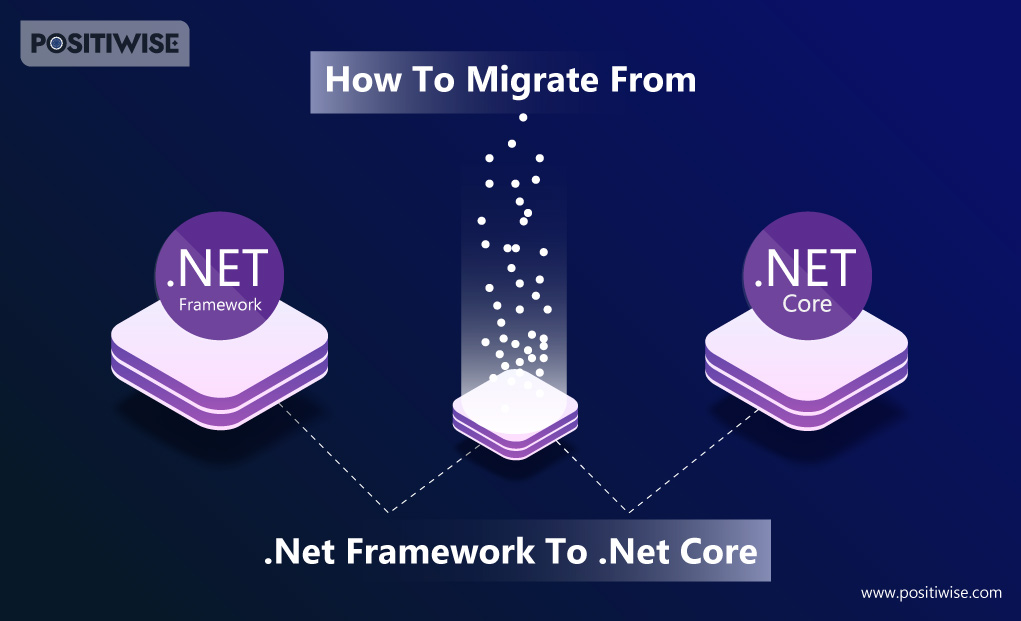 POSITIWISE
How To Migrate From
.NET
Framework
.NET
Core
.Net Framework To .Net Core
www.positiwise.com